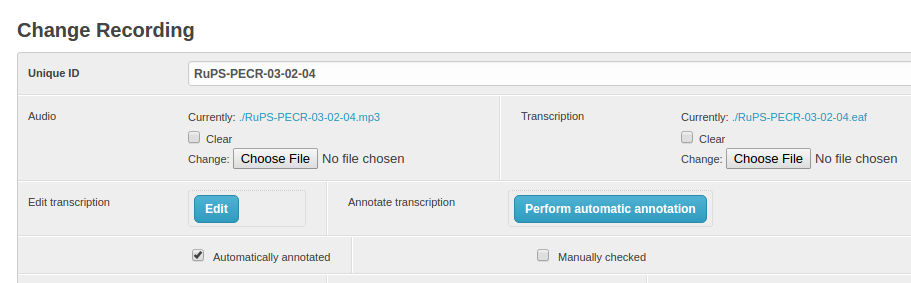 Change Recording
Unique ID RuPS-PECR-03-02-04
Audio Currently: ./RuPS-PECR-03-02-04.mp3 Transcription Currently: ./RuPS-PECR-03-02-04.eaf
Clear Clear
Change: Choose File No file chosen Change: Choose File No file chosen
Edit transcription Edit Annotate transcription Perform automatic annotation
Automatically annotated Manually checked